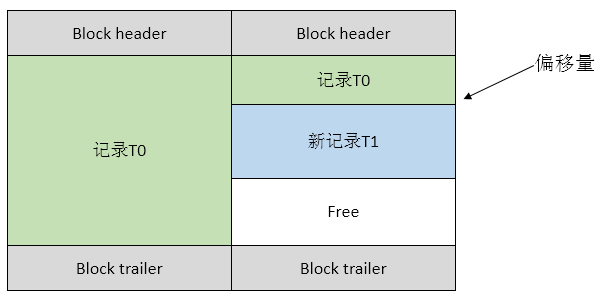 Block header
Block header
偏移量
记录T0
记录T0
新记录T1
Free
Block trailer
Block trailer